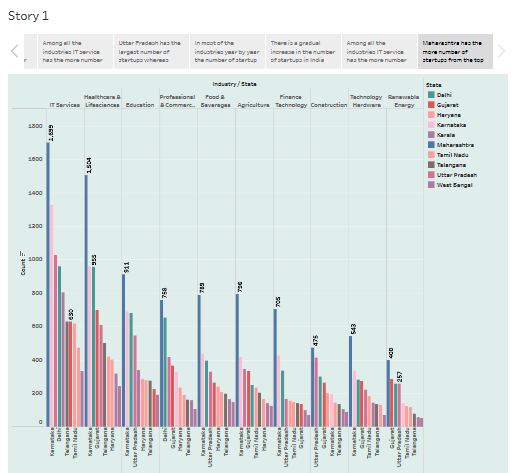 Story 1
Among all the
industries IT service
has the more number
Uttar Pradesh has the
largest number of
startups whereas
In most of the
industries year by year
the number of startup
There is a gradual
increase in the number
of startups in India
Among all the
industries IT service
has the more number
Maharashtra has the
more number of
startups from the top
Industry / State
IT Services
Healthcare &
Lifesciences
Education
Professional
& Commerc..
Food &
Beverages
Agriculture
Finance
Technology
Construction
Technology
Hardware
Renewable
Energy
State
Delhi
Gujarat
Haryana
Karnataka
Kerala
Maharashtra
Tamil Nadu
Telangana
Uttar Pradesh
West Bengal
Count
1800
1600
1400
1200
1000
800
600
400
200
0
1,699
630
1,504
955
911
758
789
796
705
475
543
400
257
Karnataka
Delhi
Telangana
Tamil Nadu
Karnataka
Gujarat
Telangana
Haryana
Karnataka
Uttar Pradesh
Haryana
Telangana
Delhi
Gujarat
Haryana
Telangana
Karnataka
Uttar Pradesh
Gujarat
Telangana
Karnataka
Gujarat
Tamil Nadu
Haryana
Karnataka
Uttar Pradesh
Tamil Nadu
Gujarat
Uttar Pradesh
Gujarat
Karnataka
Telangana
Karnataka
Gujarat
Tamil Nadu
Telangana
Gujarat
Uttar Pradesh
Tamil Nadu
Telangana